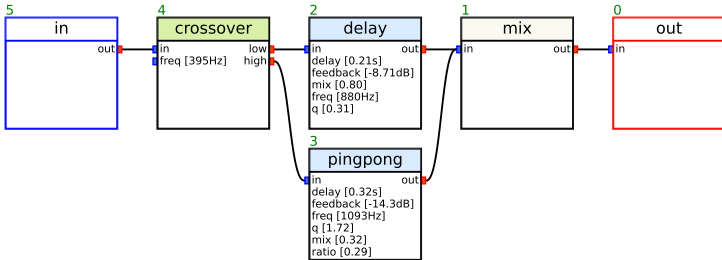 5
in
out
4
crossover
in
low
freq [395Hz]
high
2
delay
in
out
delay [0.21s]
feedback [-8.71dB]
mix [0.80]
freq [880Hz]
q [0.31]
3
pingpong
in
out
delay [0.32s]
feedback [-14.3dB]
freq [1093Hz]
q [1.72]
mix [0.32]
ratio [0.29]
1
mix
in
out
0
out
in